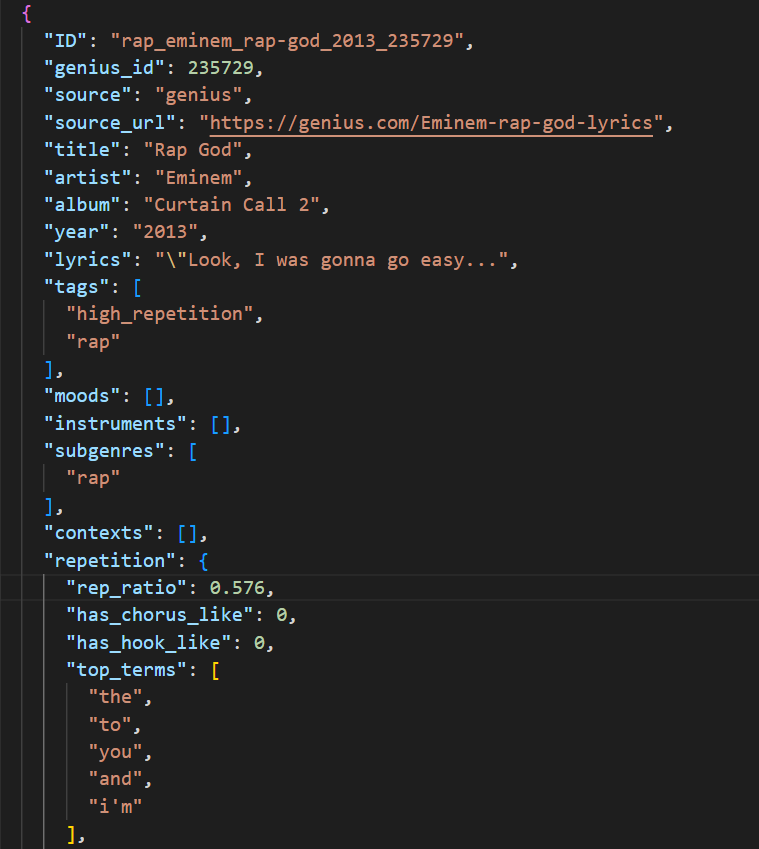 {
"ID": "rap_eminem_rap-god_2013_235729",
"genius_id": 235729,
"source": "genius",
"source_url": "https://genius.com/Eminem-rap-god-lyrics",
"title": "Rap God",
"artist": "Eminem",
"album": "Curtain Call 2",
"year": "2013",
"lyrics": "\"Look, I was gonna go easy...",
"tags": [
"high_repetition",
"rap"
],
"moods": [],
"instruments": [],
"subgenres": [
"rap"
],
"contexts": [],
"repetition": {
"rep_ratio": 0.576,
"has_chorus_like": 0,
"has_hook_like": 0,
"top_terms": [
"the",
"to",
"you",
"and",
"i'm"
],